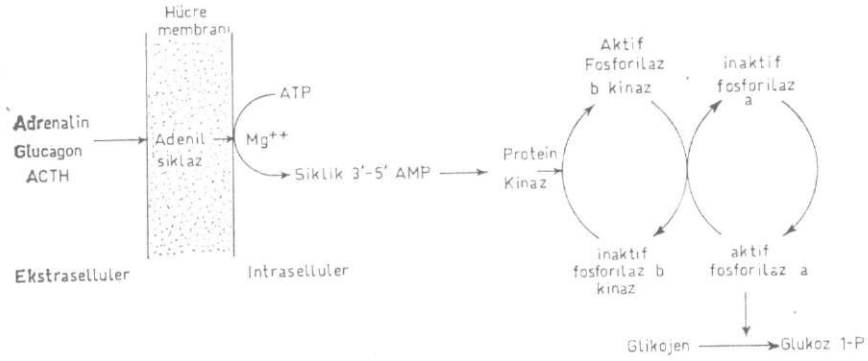 Hücre
membranı
Adrenalin
Glucagon
ACTH
Adenil
siklaz
ATP
Mg++
Siklik 3'-5' AMP
Ekstraselluler
Intraselluler
Protein
Kinaz
Aktif
Fosforilaz
b kinaz
inaktif
fosforilaz
a
inaktif
fosforilaz b
kinaz
aktif
fosforilaz a
Glikojen
Glukoz 1-P